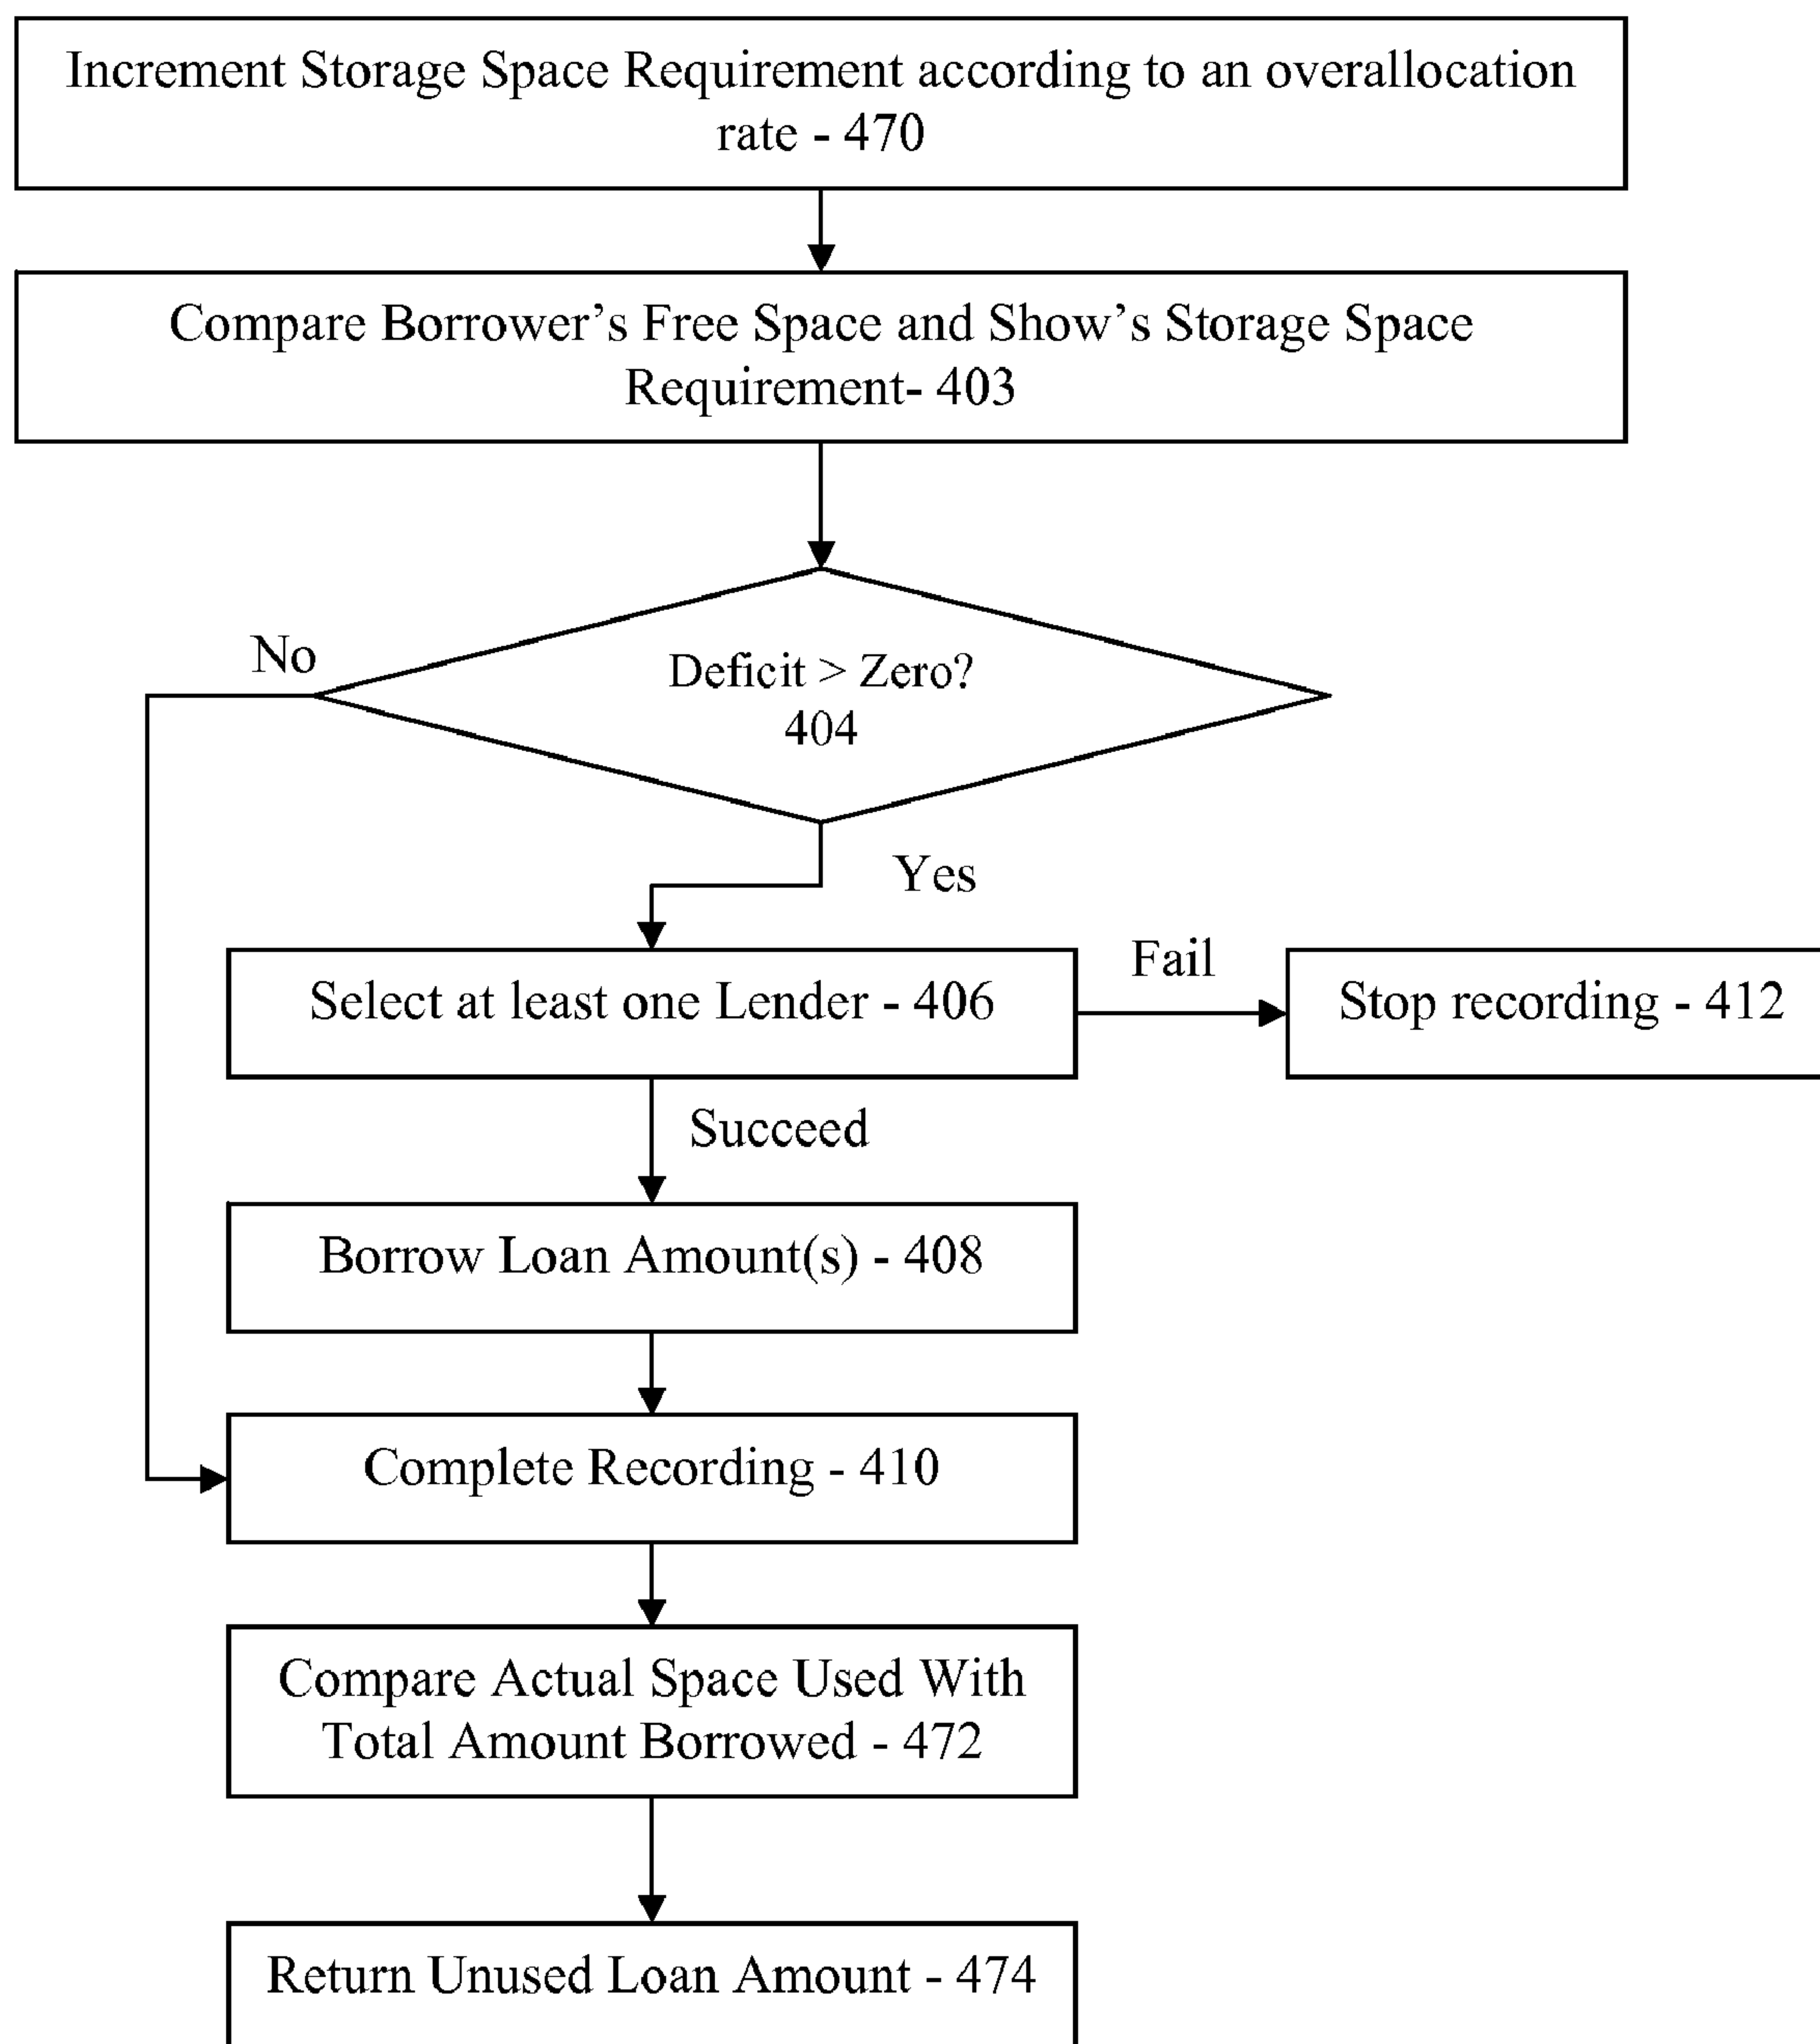 Increment Storage Space Requirement according to an overallocation
rate - 470
Compare Borrower’s Free Space and Show’s Storage Space
Requirement- 403
No
Deficit > Zero?
404
Yes
Select at least one Lender - 406
Fail
Stop recording - 412
Succeed
Borrow Loan Amount(s) - 408
Complete Recording - 410
Compare Actual Space Used With
Total Amount Borrowed - 472
Return Unused Loan Amount - 474